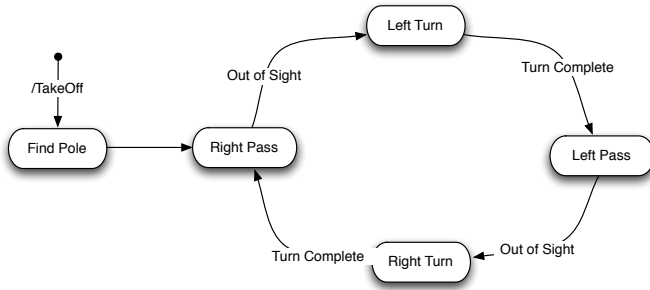 Left Turn
Out of Sight
Turn Complete
/TakeOff
Find Pole
Right Pass
Left Pass
Turn Complete
Out of Sight
Right Turn